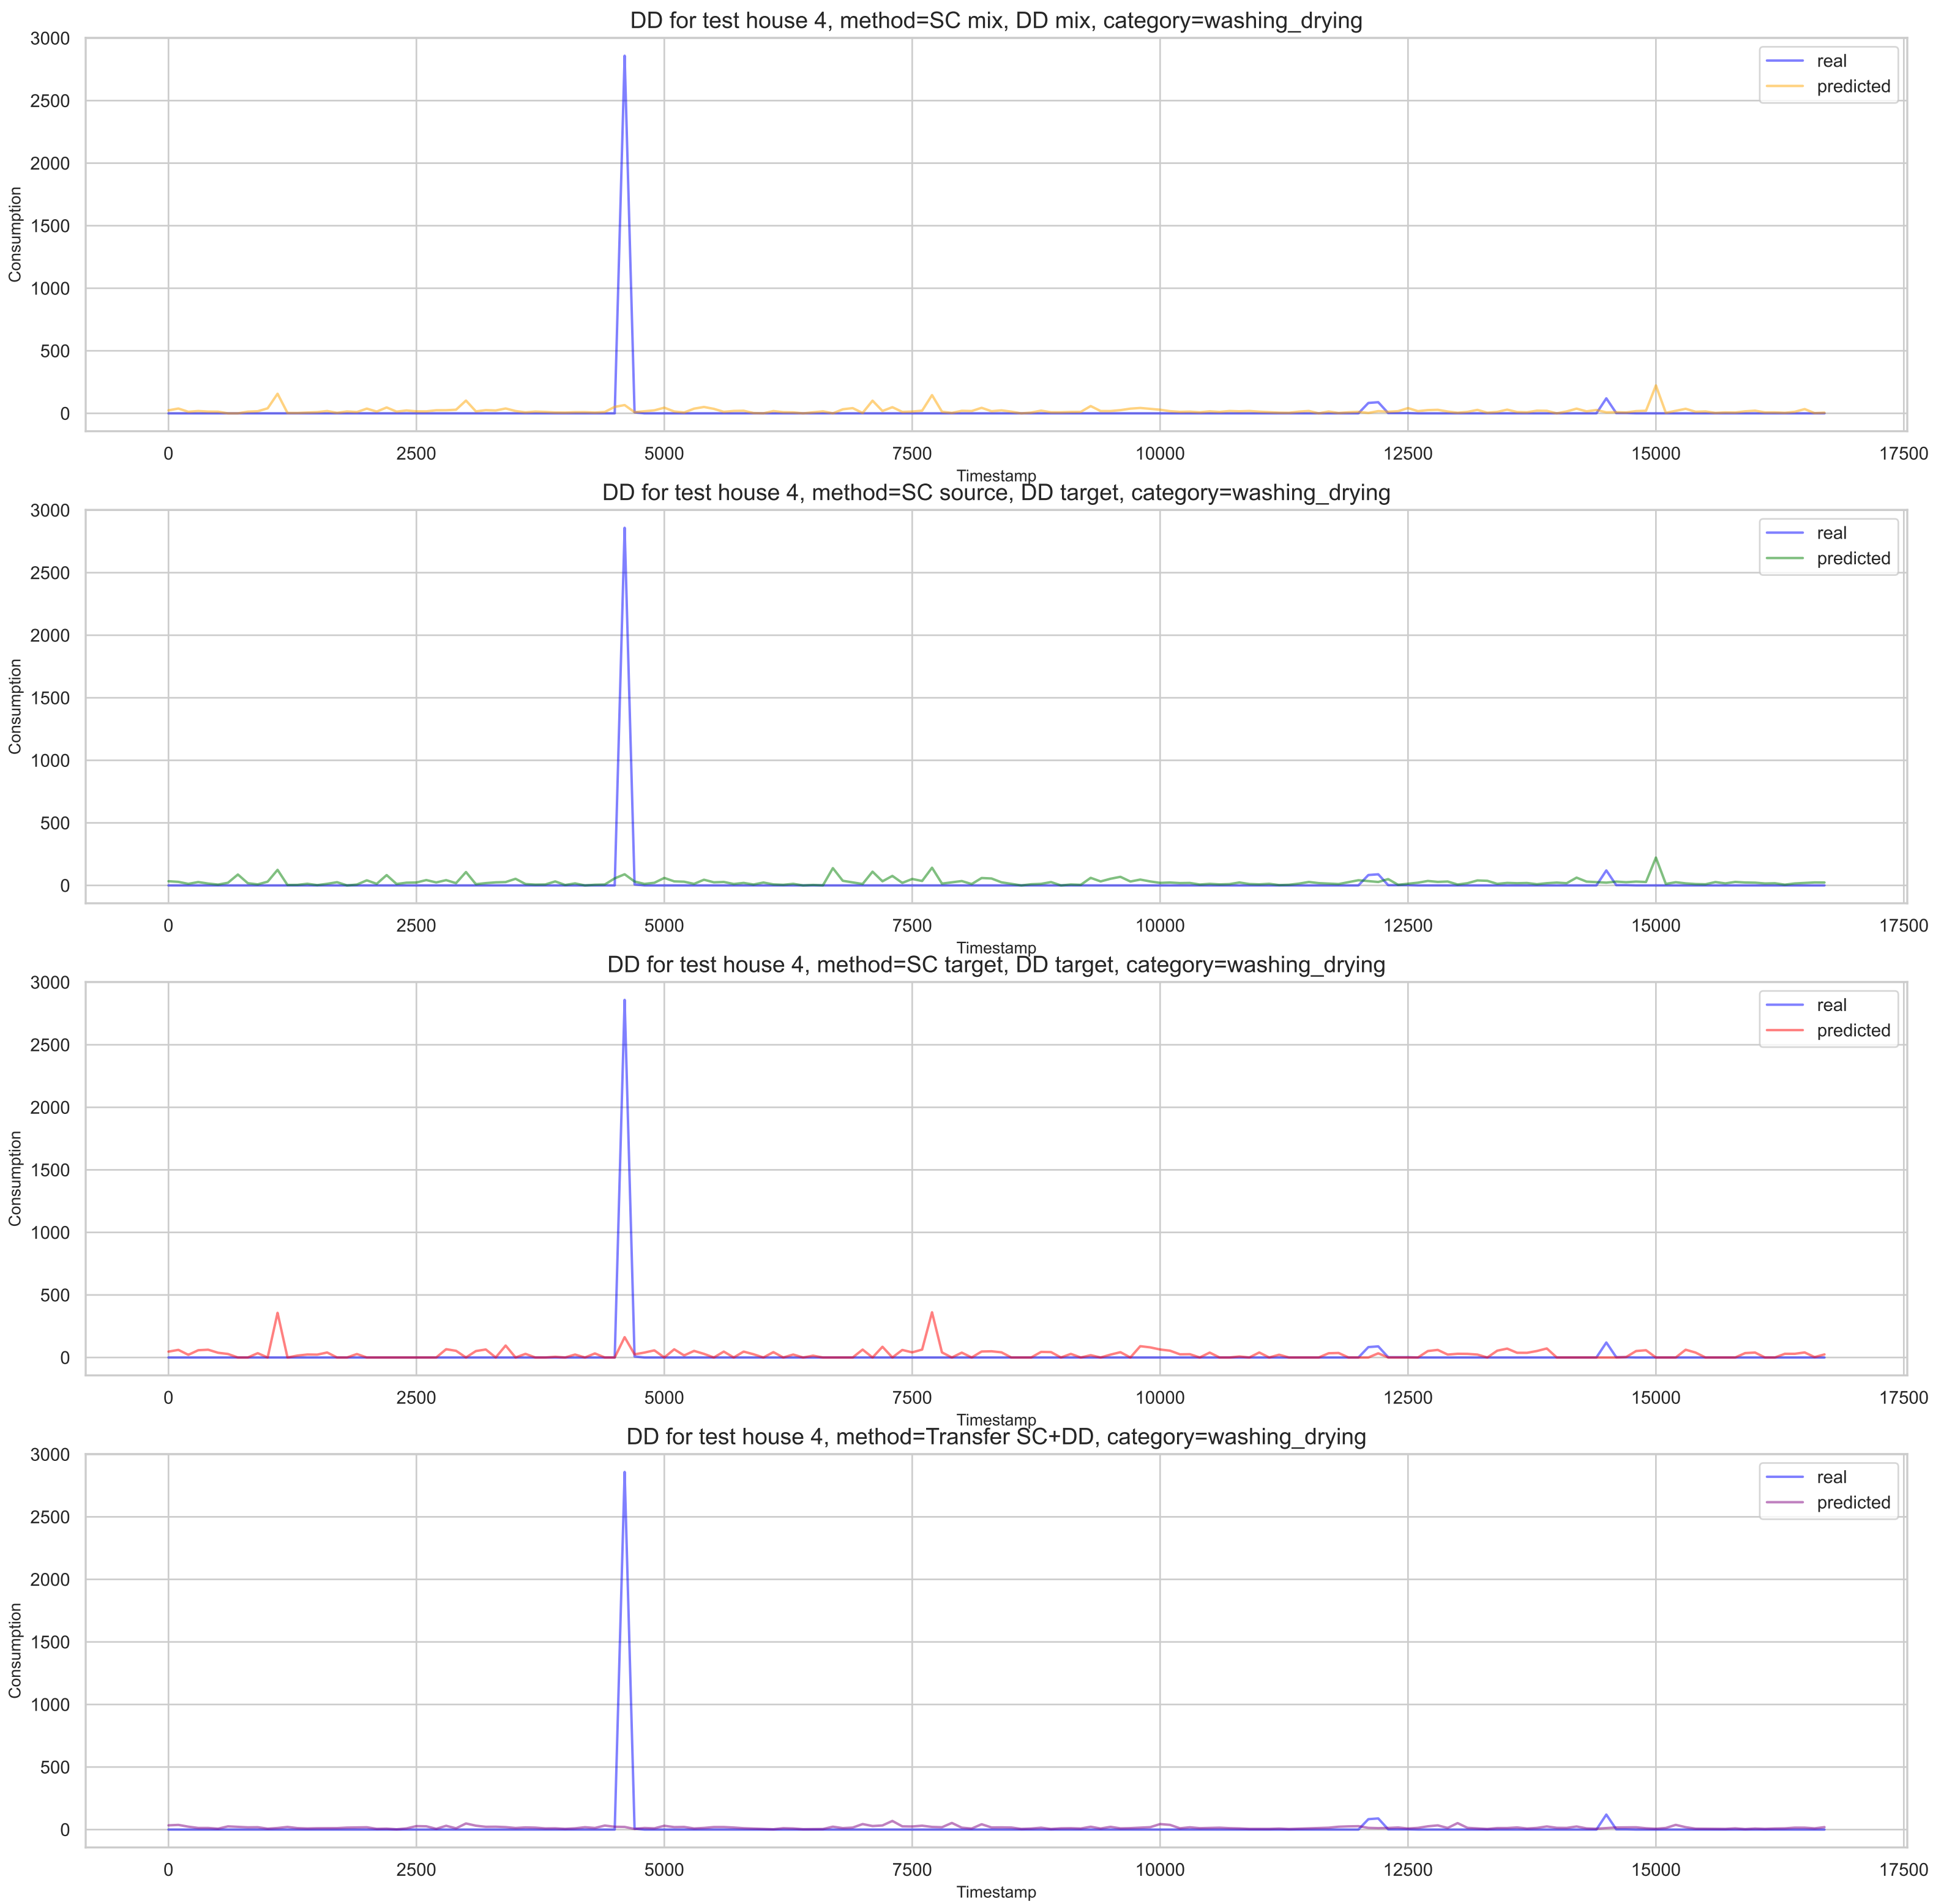 DD for test house 4, method=SC mix, DD mix, category=washing_drying
3000
2500
2000
1500
1000
500
0
Consumption
real
predicted
0 2500 5000 7500 10000 12500 15000 17500
Timestamp
DD for test house 4, method=SC source, DD target, category=washing_drying
3000
2500
2000
1500
1000
500
0
Consumption
real
predicted
0 2500 5000 7500 10000 12500 15000 17500
Timestamp
DD for test house 4, method=SC target, DD target, category=washing_drying
3000
2500
2000
1500
1000
500
0
Consumption
real
predicted
0 2500 5000 7500 10000 12500 15000 17500
Timestamp
DD for test house 4, method=Transfer SC+DD, category=washing_drying
3000
2500
2000
1500
1000
500
0
Consumption
real
predicted
0 2500 5000 7500 10000 12500 15000 17500
Timestamp